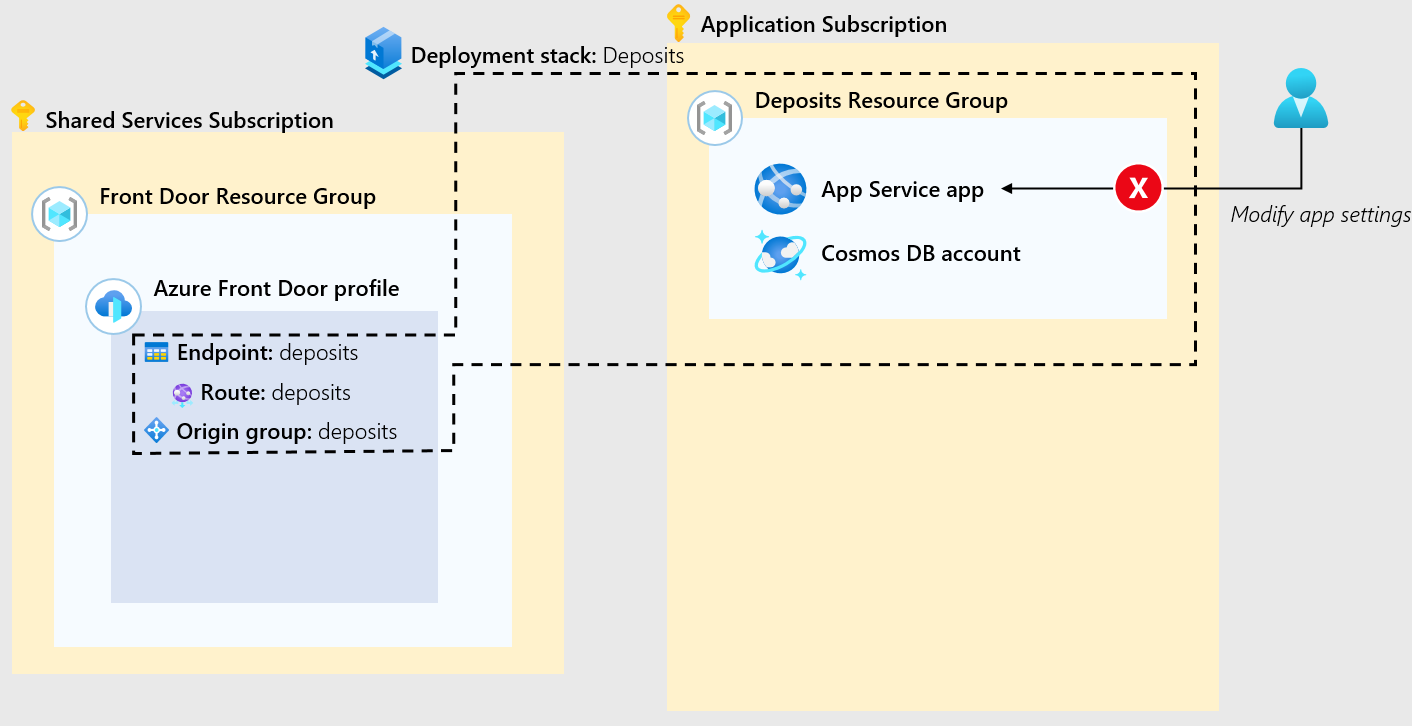 Application Subscription
Deployment stack: Deposits
Deposits Resource Group
Shared Services Subscription
App Service app
X
Modify app settings
Front Door Resource Group
Cosmos DB account
Azure Front Door profile
Endpoint: deposits
Route: deposits
Origin group: deposits